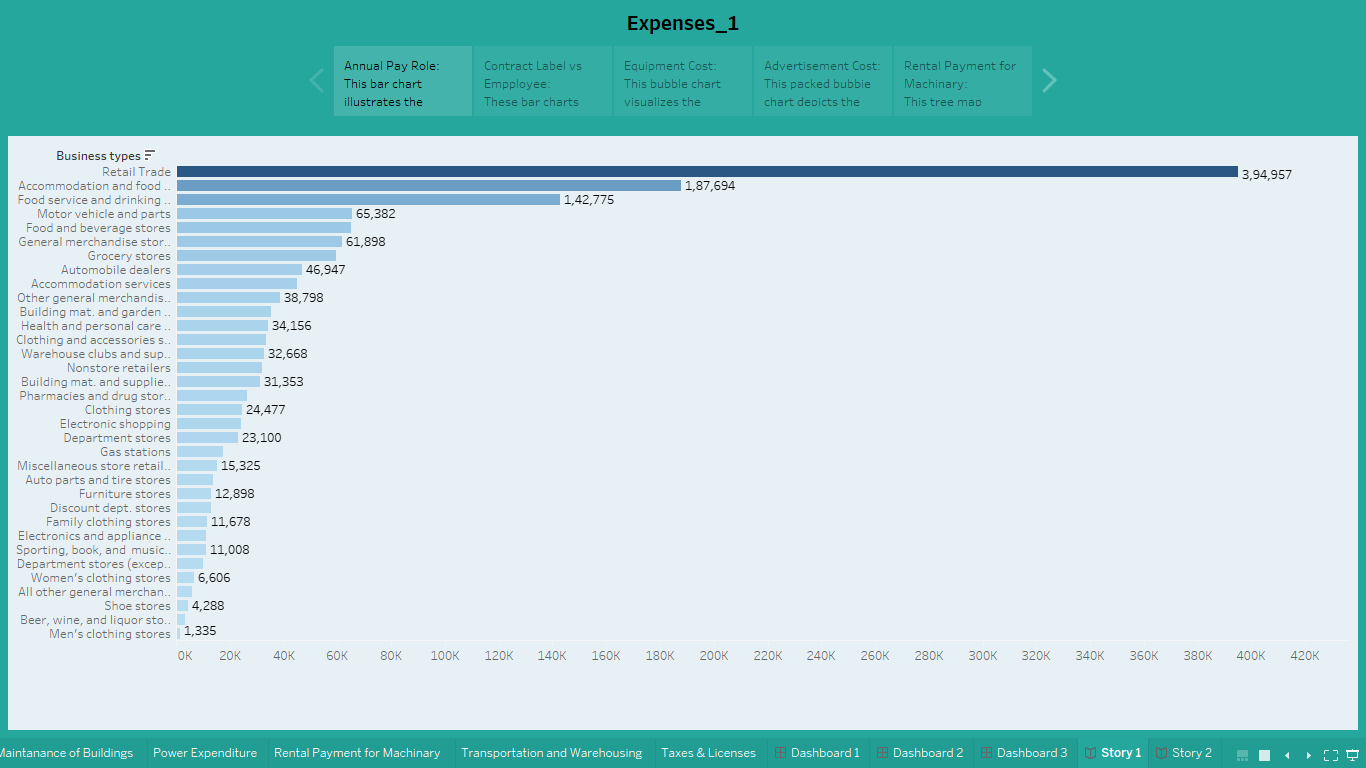 Expenses_1
Annual Pay Role:
This bar chart
illustrates the
Contract Label vs
Empployee:
These bar charts
Equipment Cost:
This bubble chart
visualizes the
Advertisement Cost:
This packed bubble
chart depicts the
Rental Payment for
Machinary:
This tree map
Business types
Retail Trade 3,94,957
Accommodation and food .. 1,87,694
Food service and drinking .. 1,42,775
Motor vehicle and parts 65,382
Food and beverage stores
General merchandise stor.. 61,898
Grocery stores
Automobile dealers 46,947
Accommodation services
Other general merchandis.. 38,798
Building mat. and garden ..
Health and personal care .. 34,156
Clothing and accessories s..
Warehouse clubs and sup.. 32,668
Nonstore retailers
Building mat. and supplie.. 31,353
Pharmacies and drug stor..
Clothing stores 24,477
Electronic shopping
Department stores 23,100
Gas stations
Miscellaneous store retail.. 15,325
Auto parts and tire stores
Furniture stores 12,898
Discount dept. stores
Family clothing stores 11,678
Electronics and appliance ..
Sporting, book, and music.. 11,008
Department stores (excep..
Women's clothing stores 6,606
All other general merchan..
Shoe stores 4,288
Beer, wine, and liquor sto..
Men's clothing stores 1,335
0K 20K 40K 60K 80K 100K 120K 140K 160K 180K 200K 220K 240K 260K 280K 300K 320K 340K 360K 380K 400K 420K
Maintanance of Buildings Power Expenditure Rental Payment for Machinary Transportation and Warehousing Taxes & Licenses Dashboard 1 Dashboard 2 Dashboard 3 Story 1 Story 2